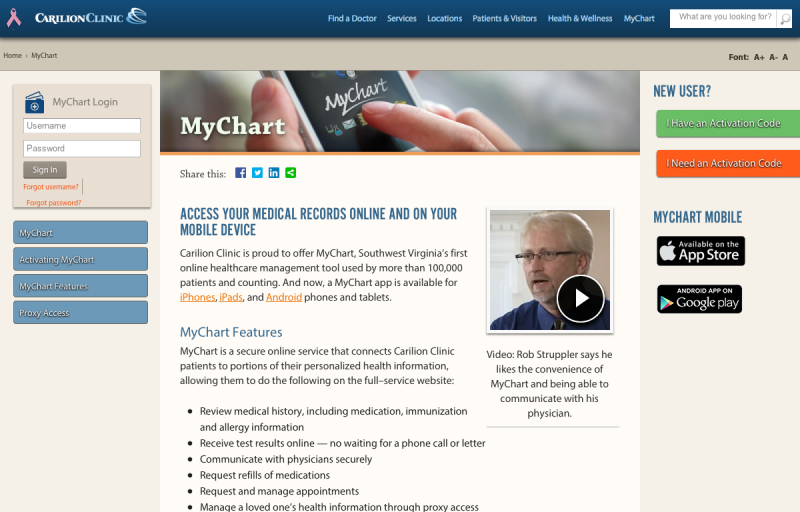 CARILION CLINIC
Find a Doctor Services Locations Patients & Visitors Health & Wellness MyChart
What are you looking for?
Home › MyChart
Font: A+ A- A
MyChart Login
Username
Password
Sign In
Forgot username?
Forgot password?
MyChart
Activating MyChart
MyChart Features
Proxy Access
MyChart
MyChart
Share this:
ACCESS YOUR MEDICAL RECORDS ONLINE AND ON YOUR
MOBILE DEVICE
Carilion Clinic is proud to offer MyChart, Southwest Virginia's first
online healthcare management tool used by more than 100,000
patients and counting. And now, a MyChart app is available for
iPhones, iPads, and Android phones and tablets.
MyChart Features
MyChart is a secure online service that connects Carilion Clinic
patients to portions of their personalized health information,
allowing them to do the following on the full–service website:
● Review medical history, including medication, immunization
and allergy information
● Receive test results online — no waiting for a phone call or letter
● Communicate with physicians securely
● Request refills of medications
● Request and manage appointments
● Manage a loved one's health information through proxy access
Video: Rob Struppler says he
likes the convenience of
MyChart and being able to
communicate with his
physician.
NEW USER?
I Have an Activation Code
I Need an Activation Code
MYCHART MOBILE
Available on the
App Store
ANDROID APP ON
Google play